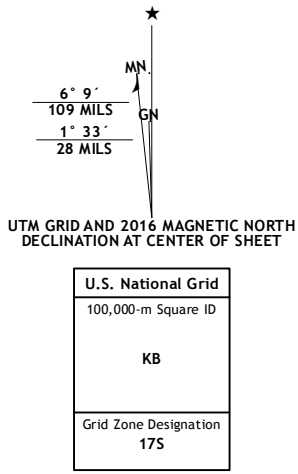 ★
MN
6° 9´
109 MILS
GN
1° 33´
28 MILS
UTM GRID AND 2016 MAGNETIC NORTH
DECLINATION AT CENTER OF SHEET
U.S. National Grid
100,000-m Square ID
KB
Grid Zone Designation
17S